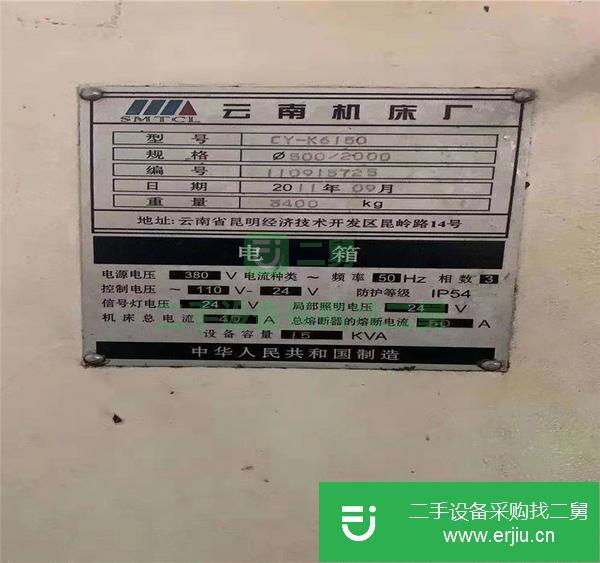 SMTCL 云南机床厂
型号 CY-K6150
规格 Ø500/2000
编号 110915725
日期 2011年09月
重量 3400 kg
地址:云南省昆明经济技术开发区昆岭路14号
电箱
二舅
电源电压 380 V 电流种类 ~ 频率 50 Hz 相数 3
控制电压 ~ 110 V- 24 V 防护等级 IP54
信号灯电压 24 V 局部照明电压 24 V
机床总电流 40 A 总熔断器的熔断电流 50 A
设备容量 15 KVA
中华人民共和国制造
二手设备采购找二舅
www.erjiu.cn